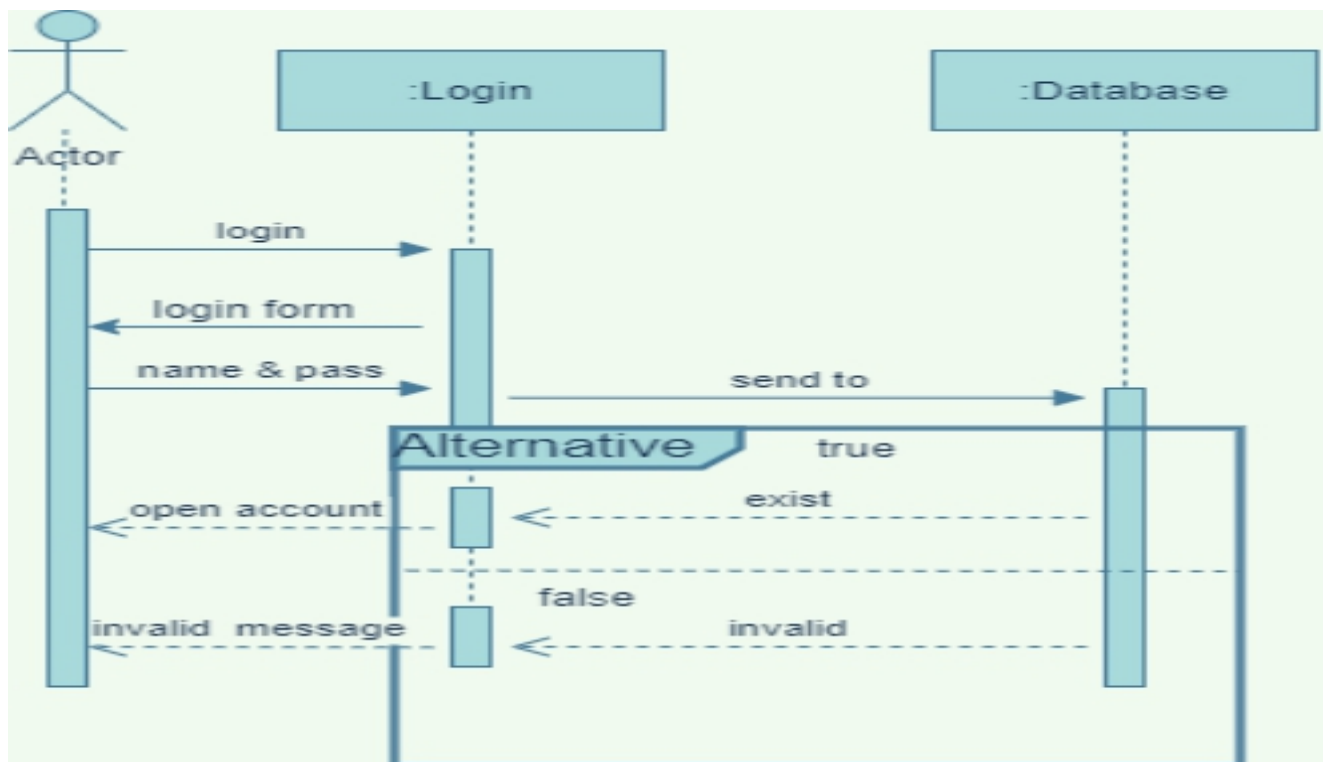 :Login
:Database
Actor
login
login form
name & pass
send to
Alternative
true
open account
exist
false
invalid message
invalid